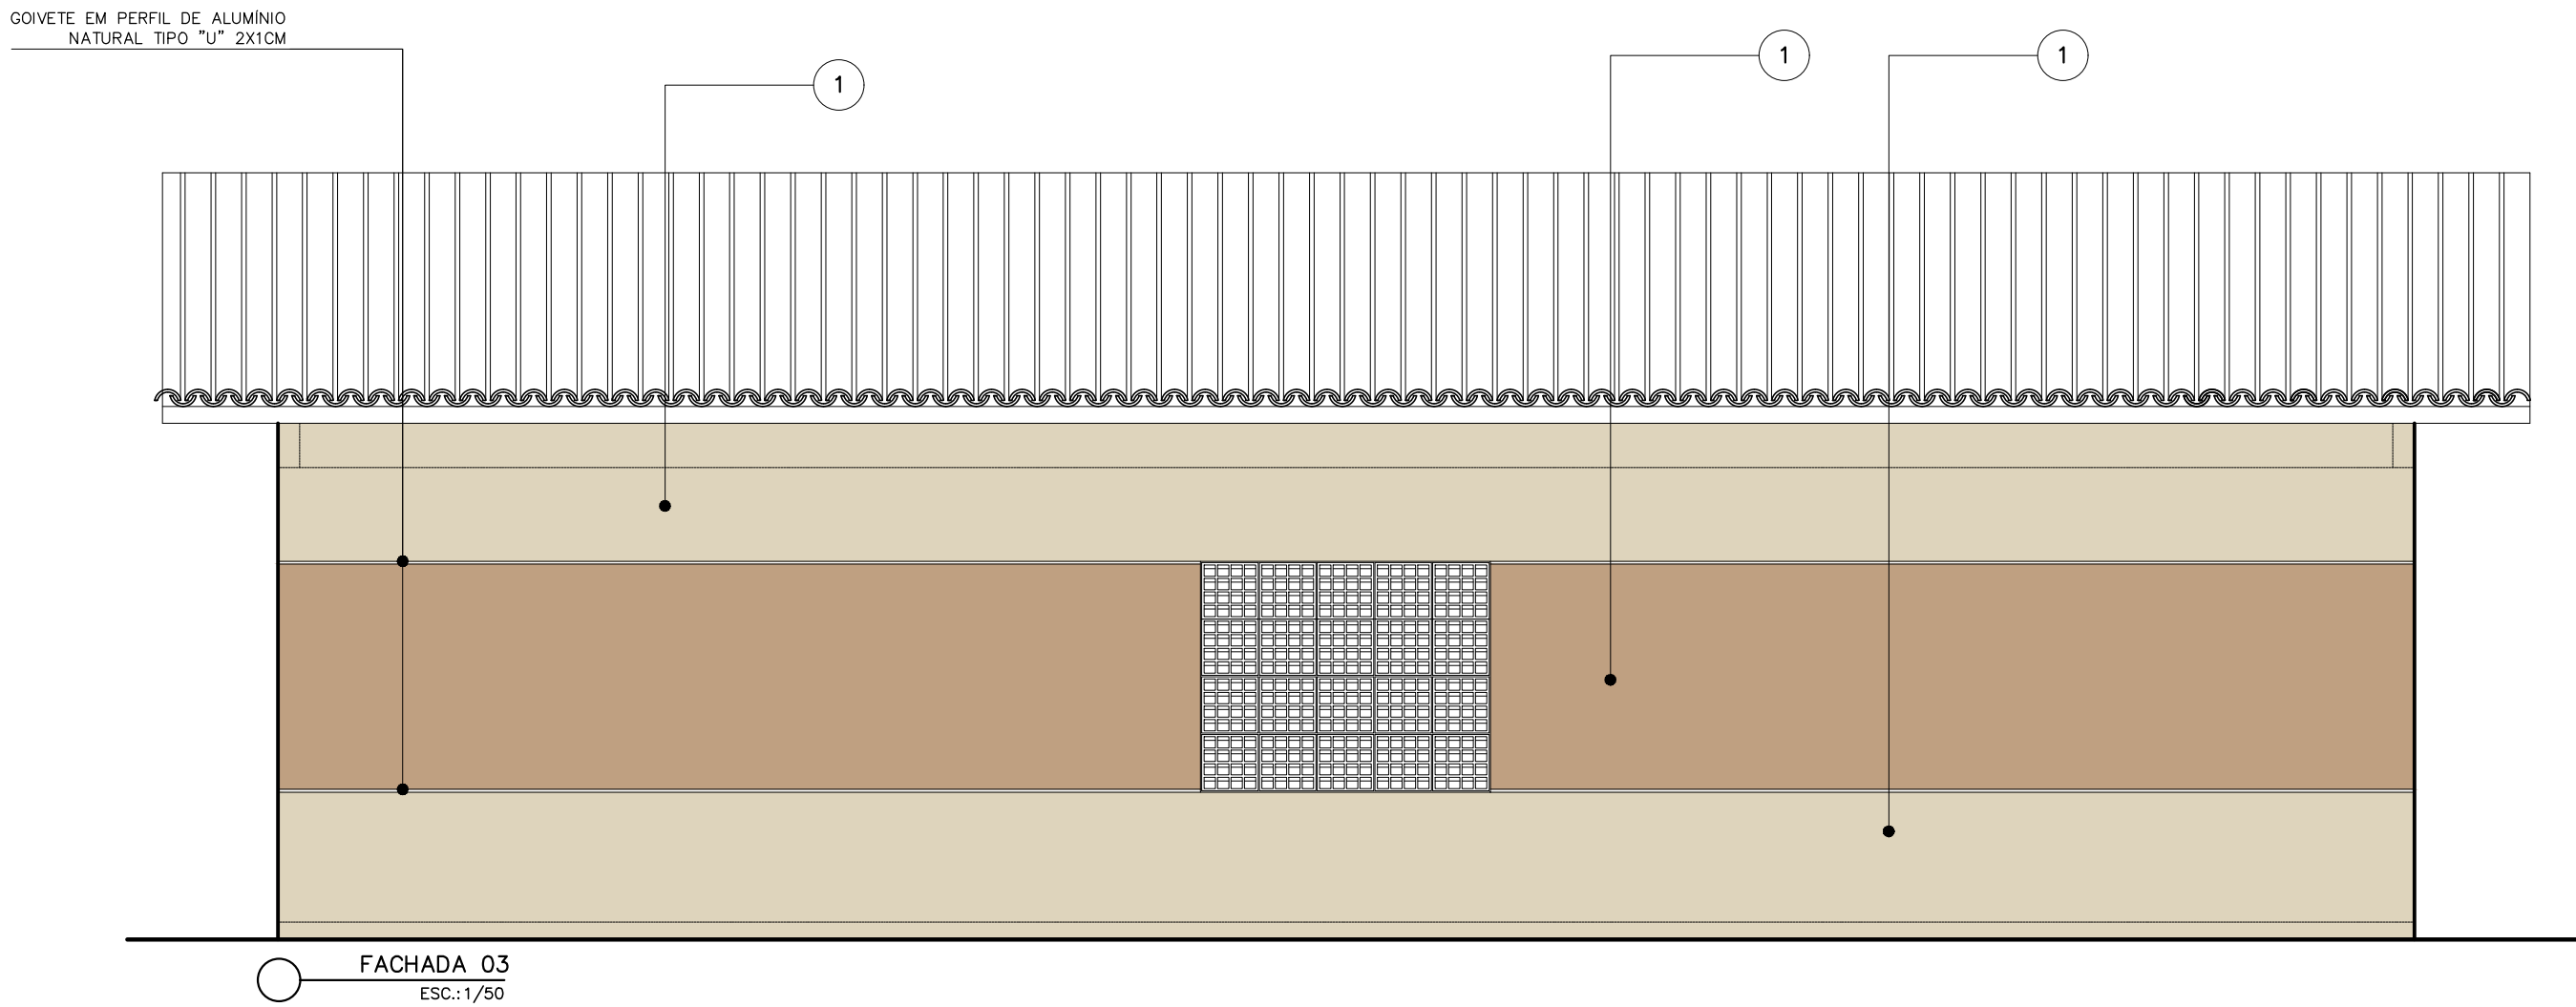 GOIVETE EM PERFIL DE ALUMÍNIO
NATURAL TIPO "U" 2X1CM
1
1
1
FACHADA 03
ESC.: 1/50